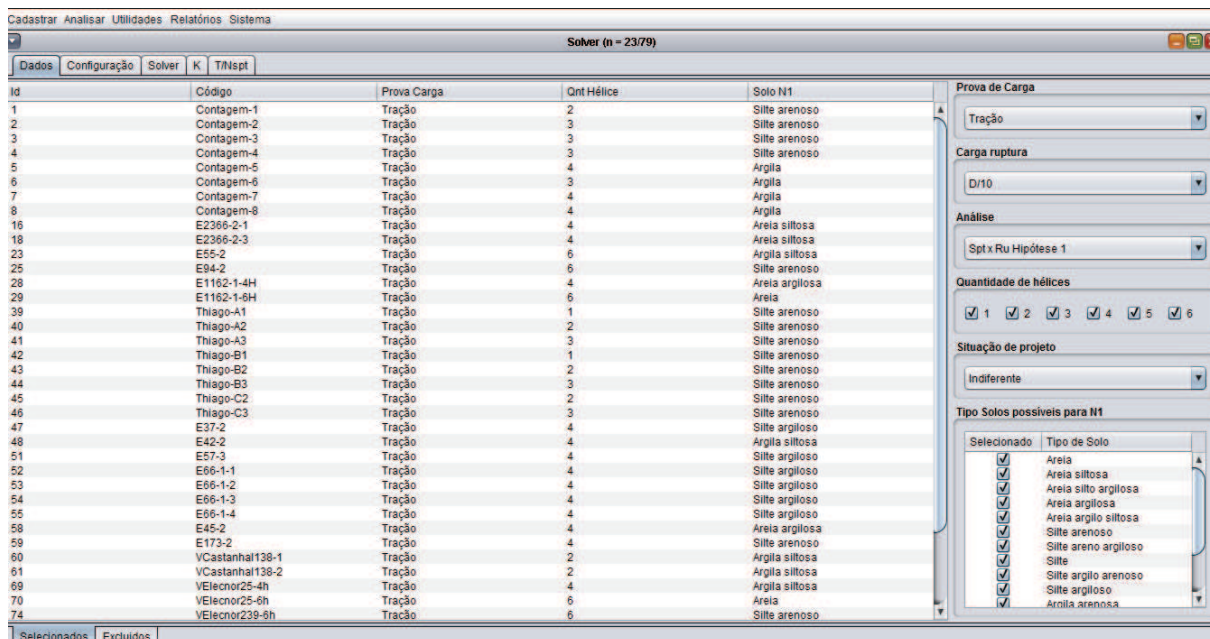 Cadastrar Analisar Utilidades Relatórios Sistema
Solver (n = 23/79)
Dados Configuração Solver K T/Nspt
Id Código Prova Carga Qnt Hélice Solo N1
1 Contagem-1 Tração 2 Silte arenoso
2 Contagem-2 Tração 3 Silte arenoso
3 Contagem-3 Tração 3 Silte arenoso
4 Contagem-4 Tração 3 Silte arenoso
5 Contagem-5 Tração 4 Argila
6 Contagem-6 Tração 3 Argila
7 Contagem-7 Tração 4 Argila
8 Contagem-8 Tração 4 Argila
16 E2366-2-1 Tração 4 Areia siltosa
18 E2366-2-3 Tração 4 Areia siltosa
23 E55-2 Tração 6 Argila siltosa
25 E94-2 Tração 6 Silte arenoso
28 E1162-1-4H Tração 4 Areia argilosa
29 E1162-1-6H Tração 6 Areia
39 Thiago-A1 Tração 1 Silte arenoso
40 Thiago-A2 Tração 2 Silte arenoso
41 Thiago-A3 Tração 3 Silte arenoso
42 Thiago-B1 Tração 1 Silte arenoso
43 Thiago-B2 Tração 2 Silte arenoso
44 Thiago-B3 Tração 3 Silte arenoso
45 Thiago-C2 Tração 2 Silte arenoso
46 Thiago-C3 Tração 3 Silte arenoso
47 E37-2 Tração 4 Silte argiloso
48 E42-2 Tração 4 Argila siltosa
51 E57-3 Tração 4 Silte argiloso
52 E66-1-1 Tração 4 Silte argiloso
53 E66-1-2 Tração 4 Silte argiloso
54 E66-1-3 Tração 4 Silte argiloso
55 E66-1-4 Tração 4 Silte argiloso
58 E45-2 Tração 4 Areia argilosa
59 E173-2 Tração 4 Silte arenoso
60 VCastanhal138-1 Tração 2 Argila siltosa
61 VCastanhal138-2 Tração 2 Argila siltosa
69 VElecnor25-4h Tração 4 Argila siltosa
70 VElecnor25-6h Tração 6 Areia
74 VElecnor239-6h Tração 6 Silte arenoso
Selecionados Excluidos
Prova de Carga
Tração
Carga ruptura
D/10
Análise
Spt x Ru Hipótese 1
Quantidade de hélices
1 2 3 4 5 6
Situação de projeto
Indiferente
Tipo Solos possíveis para N1
Selecionado Tipo de Solo
Areia
Areia siltosa
Areia silto argilosa
Areia argilosa
Areia argilo siltosa
Silte arenoso
Silte areno argiloso
Silte
Silte argilo arenoso
Silte argiloso
Argila arenosa